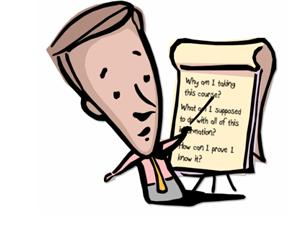 Why am I taking
this course?
What am I supposed
to do with all of this
information?
How can I prove I
know it?